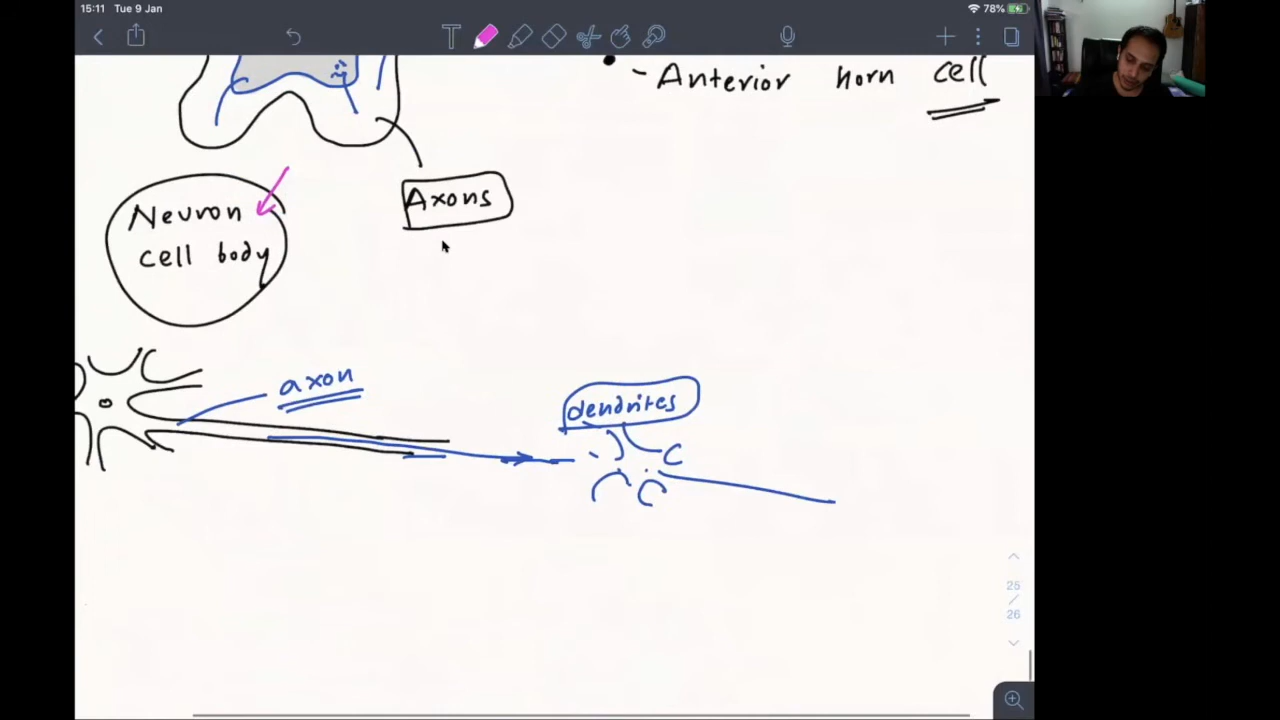 15:11 Tue 9 Jan
78%
T
- Anterior horn cell
Axons
Neuron
cell body
axon
dendrites
25
/
26